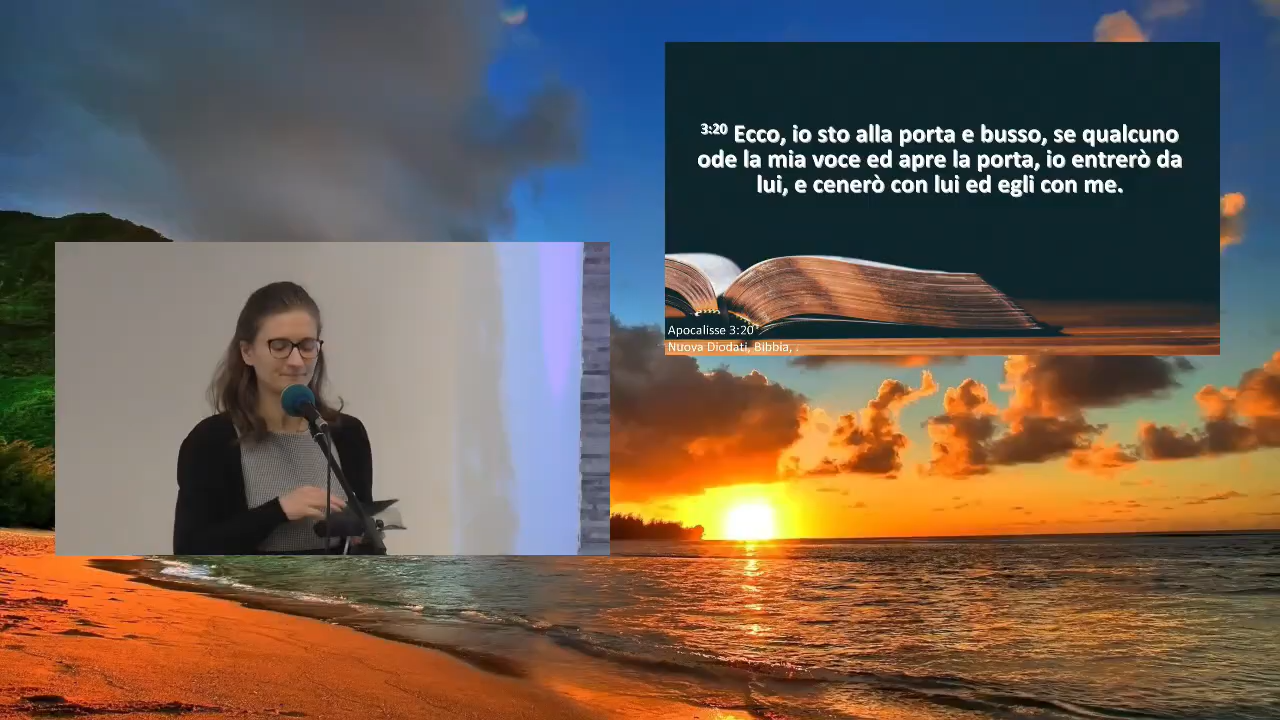 3:20 Ecco, io sto alla porta e busso, se qualcuno
ode la mia voce ed apre la porta, io entrerò da
lui, e cenerò con lui ed egli con me.
Apocalisse 3:20
Nuova Diodati, Bibbia, .